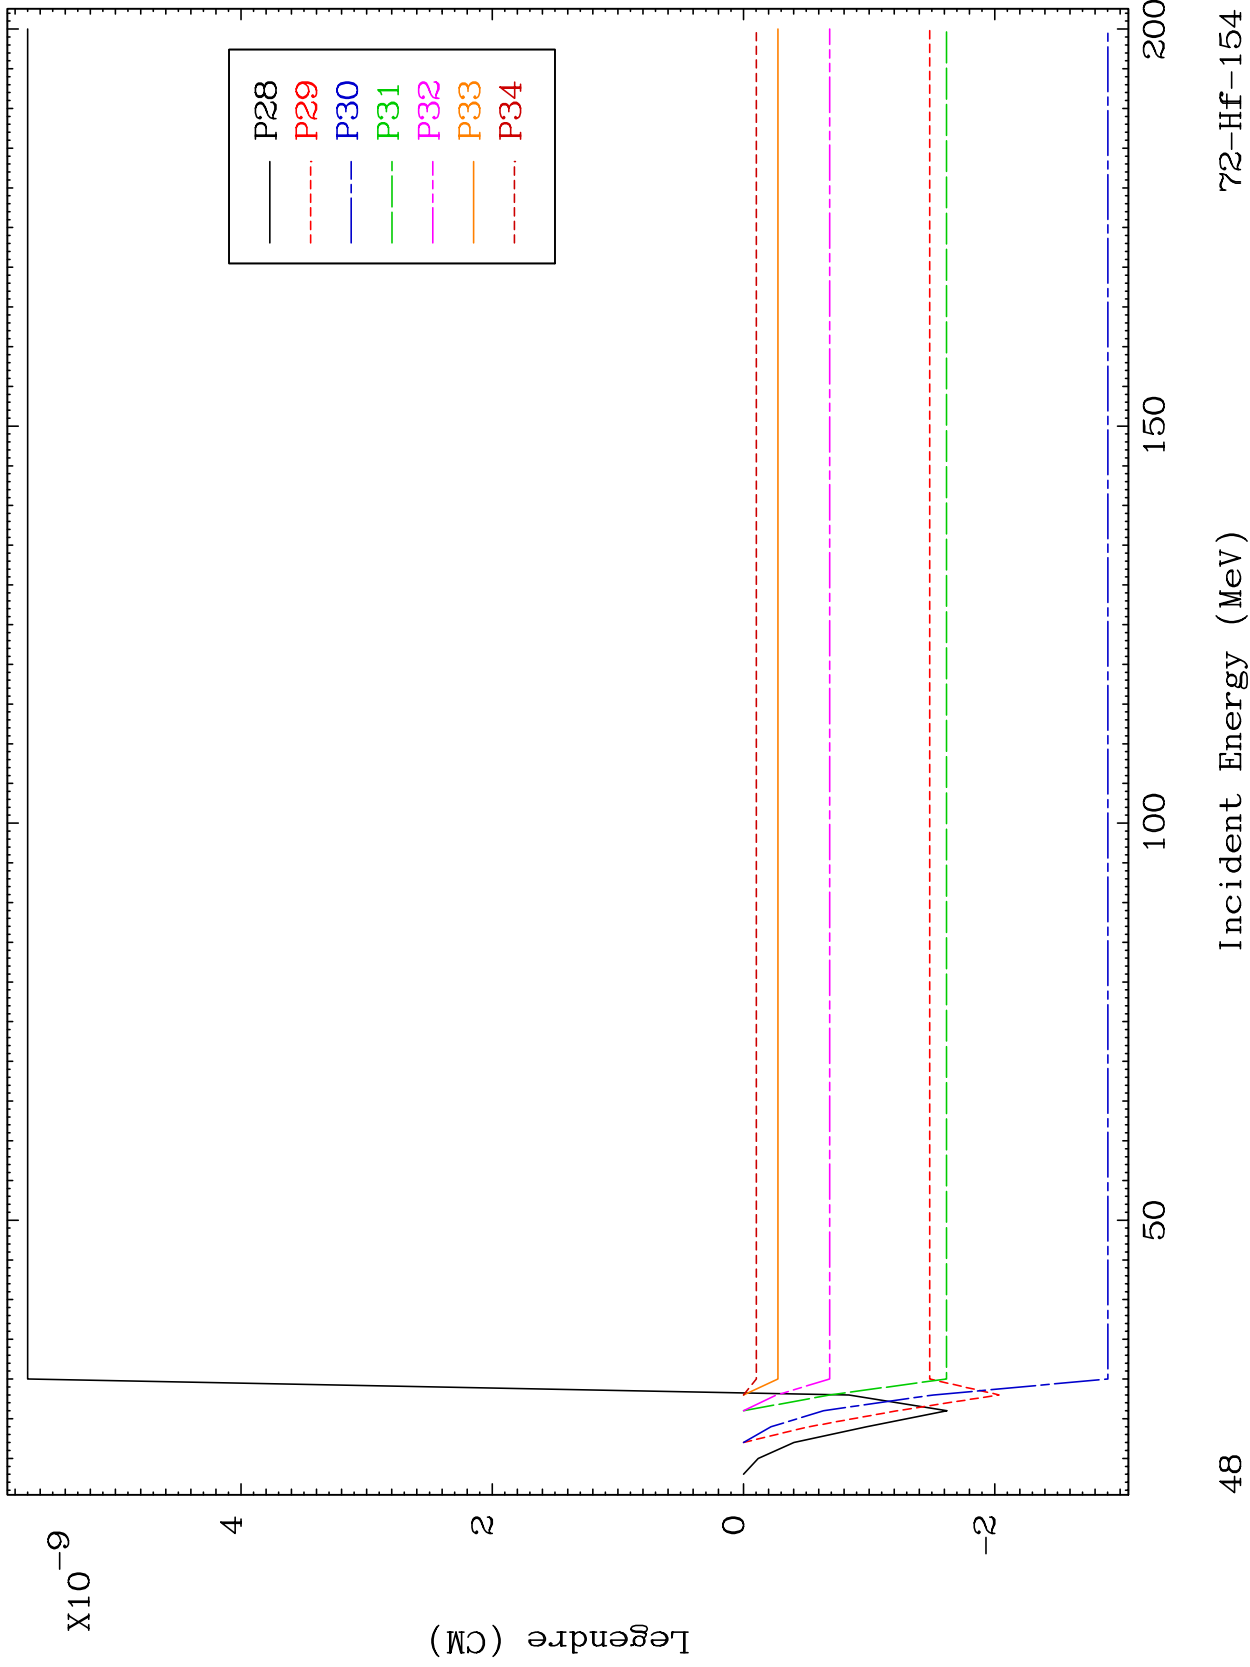 X10-9
Legendre (CM)
4
2
0
-2
P28
P29
P30
P31
P32
P33
P34
50
100
150
200
Incident Energy (MeV)
48
72-Hf-154